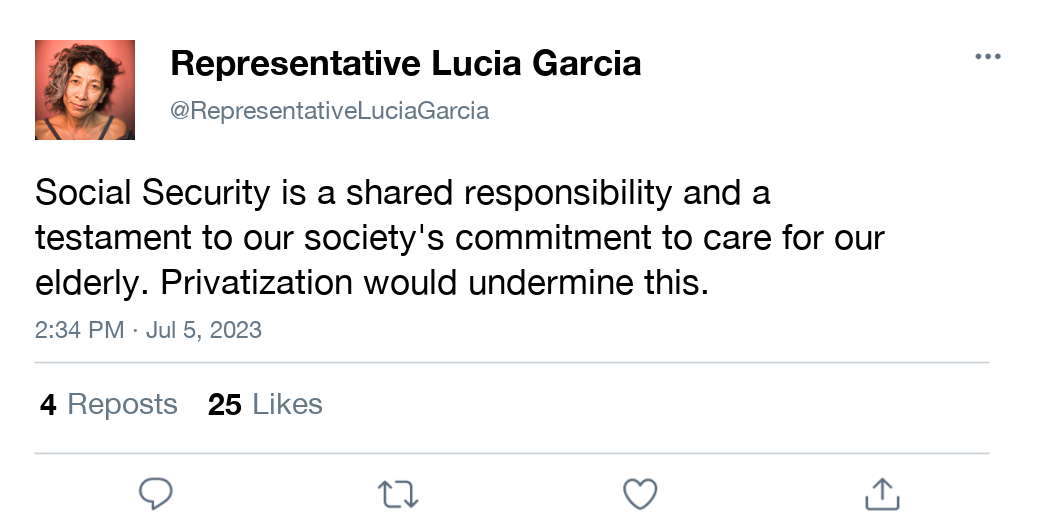 Representative Lucia Garcia
@RepresentativeLuciaGarcia
Social Security is a shared responsibility and a
testament to our society's commitment to care for our
elderly. Privatization would undermine this.
2:34 PM · Jul 5, 2023
4 Reposts 25 Likes